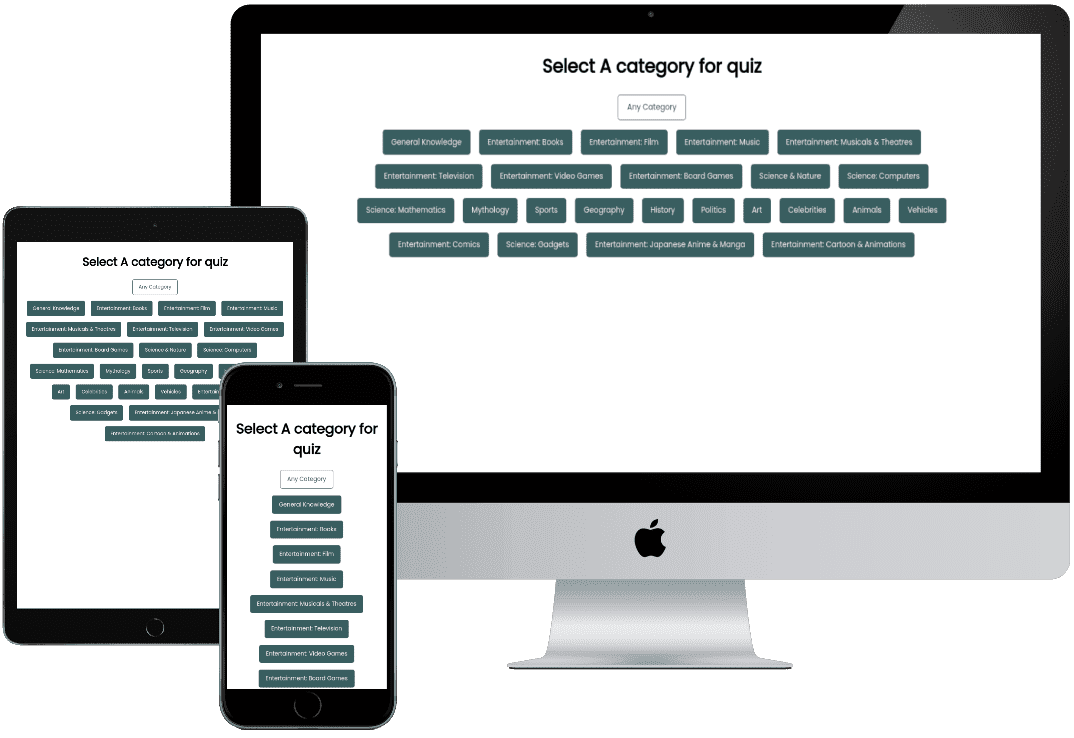 Select A category for quiz
Any Category
General Knowledge Entertainment: Books Entertainment: Film Entertainment: Music Entertainment: Musicals & Theatres
Entertainment: Television Entertainment: Video Games Entertainment: Board Games Science & Nature Science: Computers
Science: Mathematics Mythology Sports Geography History Politics Art Celebrities Animals Vehicles
Entertainment: Comics Science: Gadgets Entertainment: Japanese Anime & Manga Entertainment: Cartoon & Animations
Select A category for quiz
Any Category
General Knowledge Entertainment: Books Entertainment: Film Entertainment: Music
Entertainment: Musicals & Theatres Entertainment: Television Entertainment: Video Games
Entertainment: Board Games Science & Nature Science: Computers
Science: Mathematics Mythology Sports Geography
Art Celebrities Animals Vehicles
Science: Gadgets Entertainment: Japanese Anime &
Entertainment: Cartoon & Animations
Select A category for
quiz
Any Category
General Knowledge
Entertainment: Books
Entertainment: Film
Entertainment: Music
Entertainment: Musicals & Theatres
Entertainment: Television
Entertainment: Video Games
Entertainment: Board Games